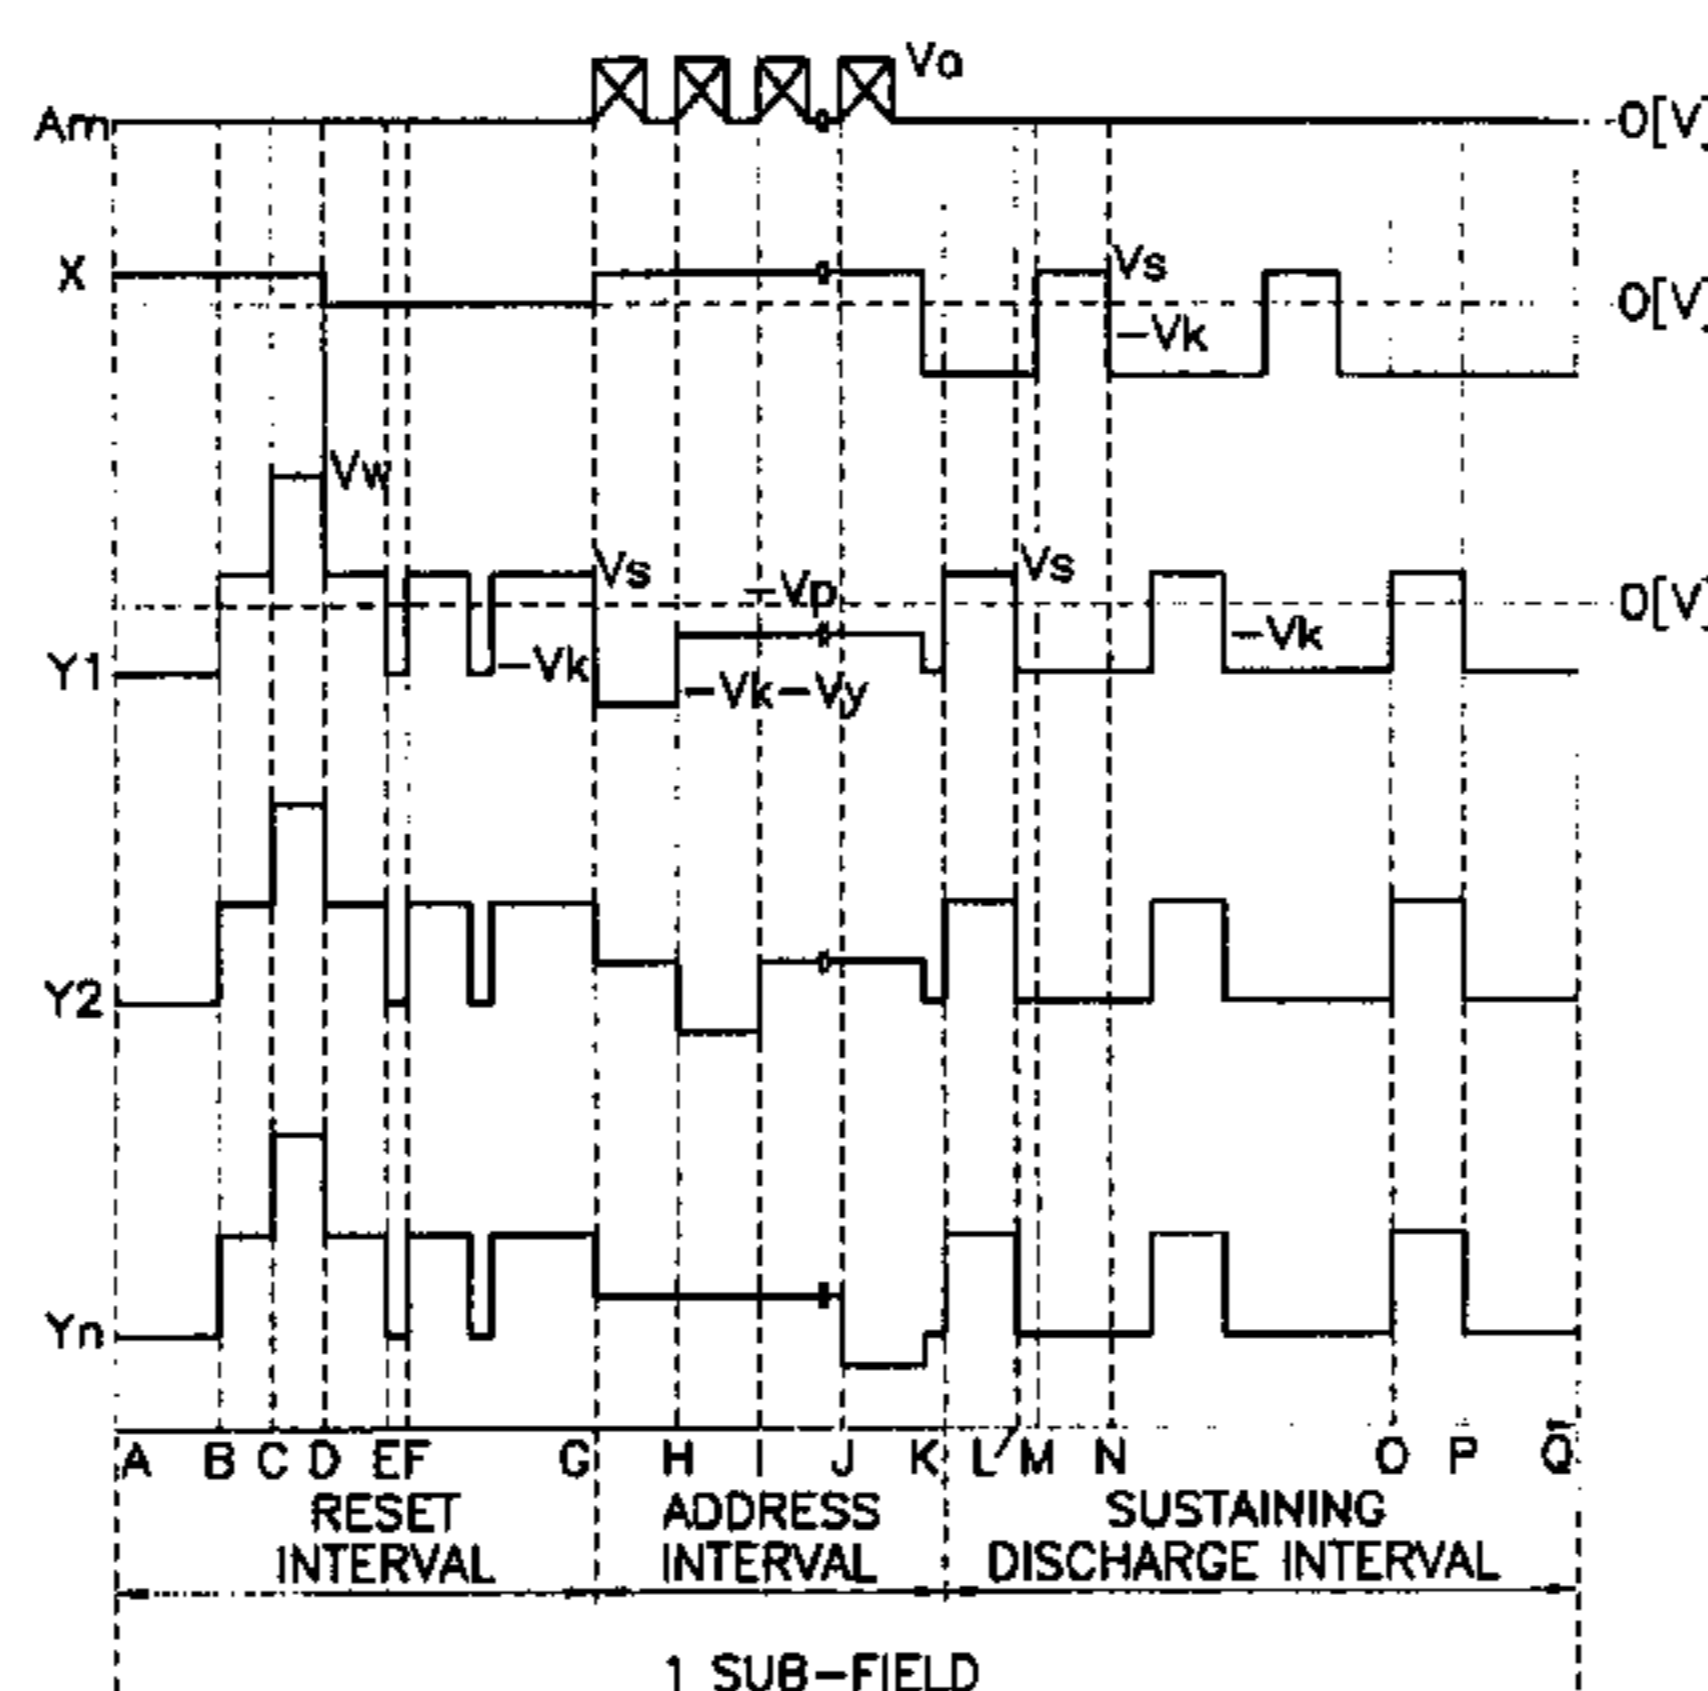 Va
Am
0[V]
X
Vs
0[V]
-Vk
Vw
Vs
-Vp
Vs
0[V]
Y1
-Vk
-Vk-Vy
-Vk
Y2
Yn
A B C D E F G H I J K L M N O P Q
RESET INTERVAL
ADDRESS INTERVAL
SUSTAINING DISCHARGE INTERVAL
1 SUB-FIELD